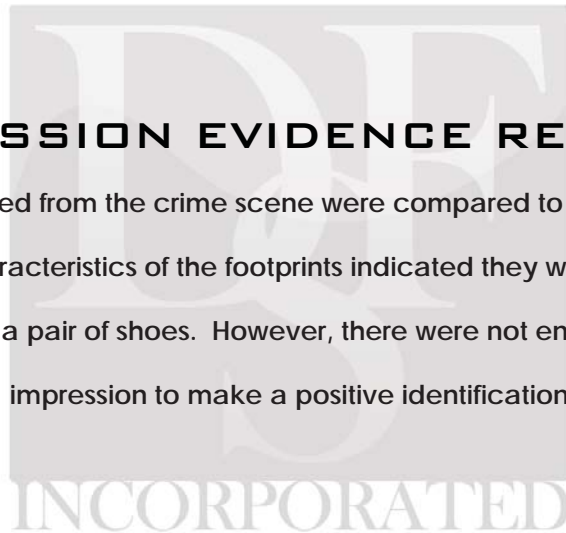 SSION EVIDENCE RE
ed from the crime scene were compared to
racteristics of the footprints indicated they w
a pair of shoes. However, there were not en
impression to make a positive identification
DFS
INCORPORATED